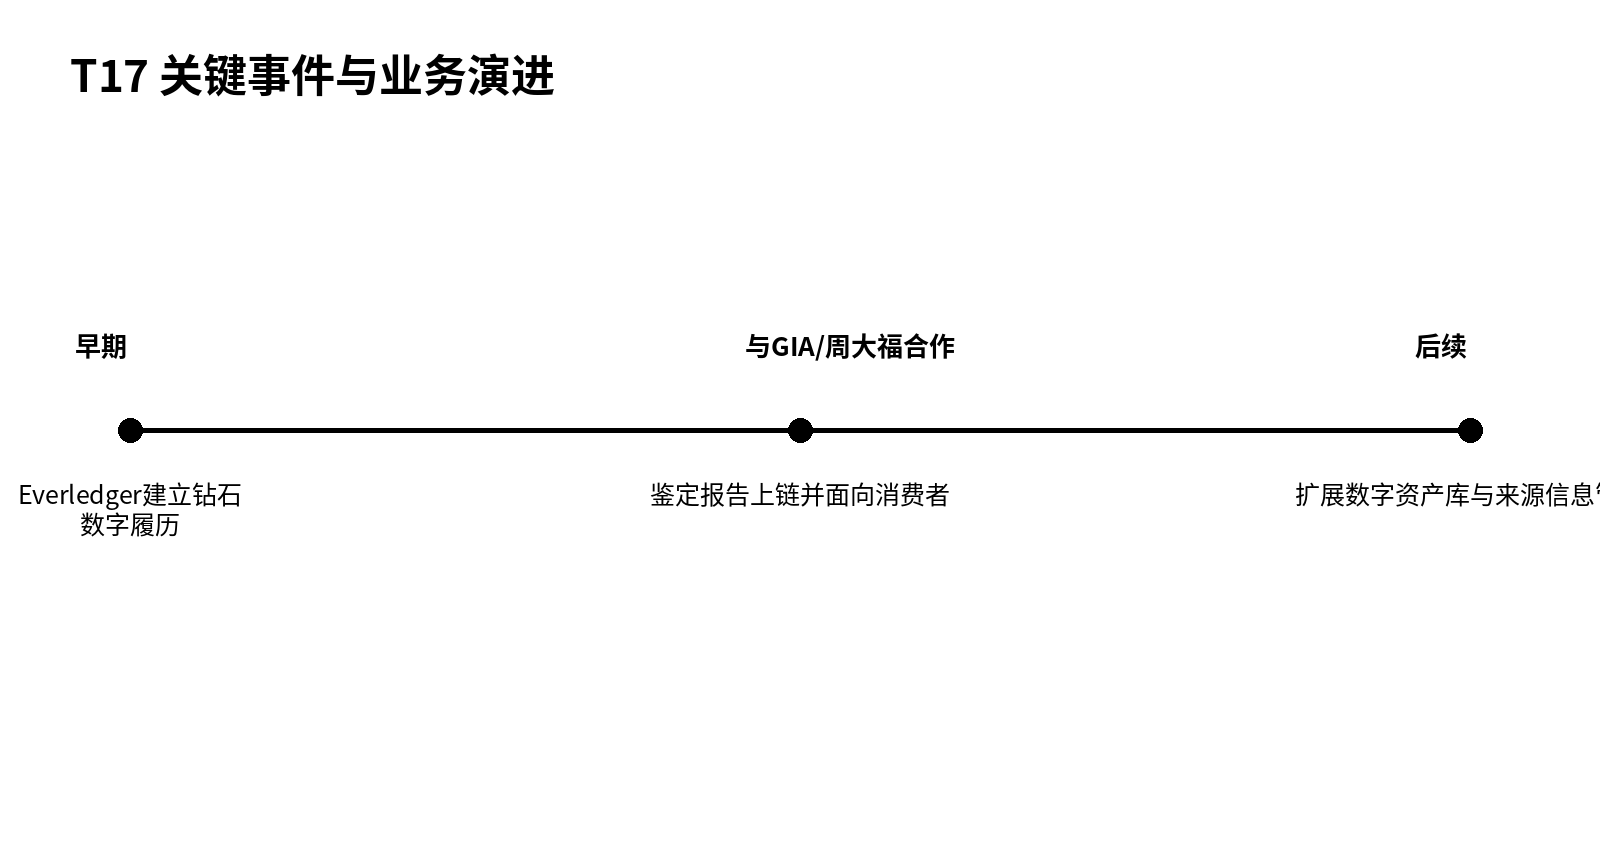 T17 关键事件与业务演进
早期
与GIA/周大福合作
后续
Everledger建立钻石
数字履历
鉴定报告上链并面向消费者
扩展数字资产库与来源信息